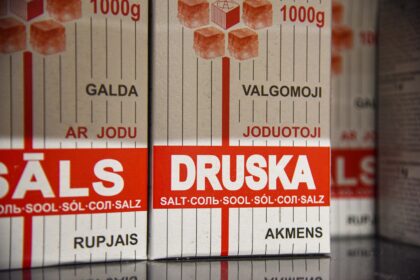 1000g
GALDA
AR JODU
SĀLS
СОЛЬ·SOOL·SÓL·СОЛ·SALZ
RUPJAIS
1000g
VALGOMOJI
JODUOTOJI
DRUSKA
SALT·СОЛЬ·SOOL·SÓL·СОЛ·SALZ
AKMENS